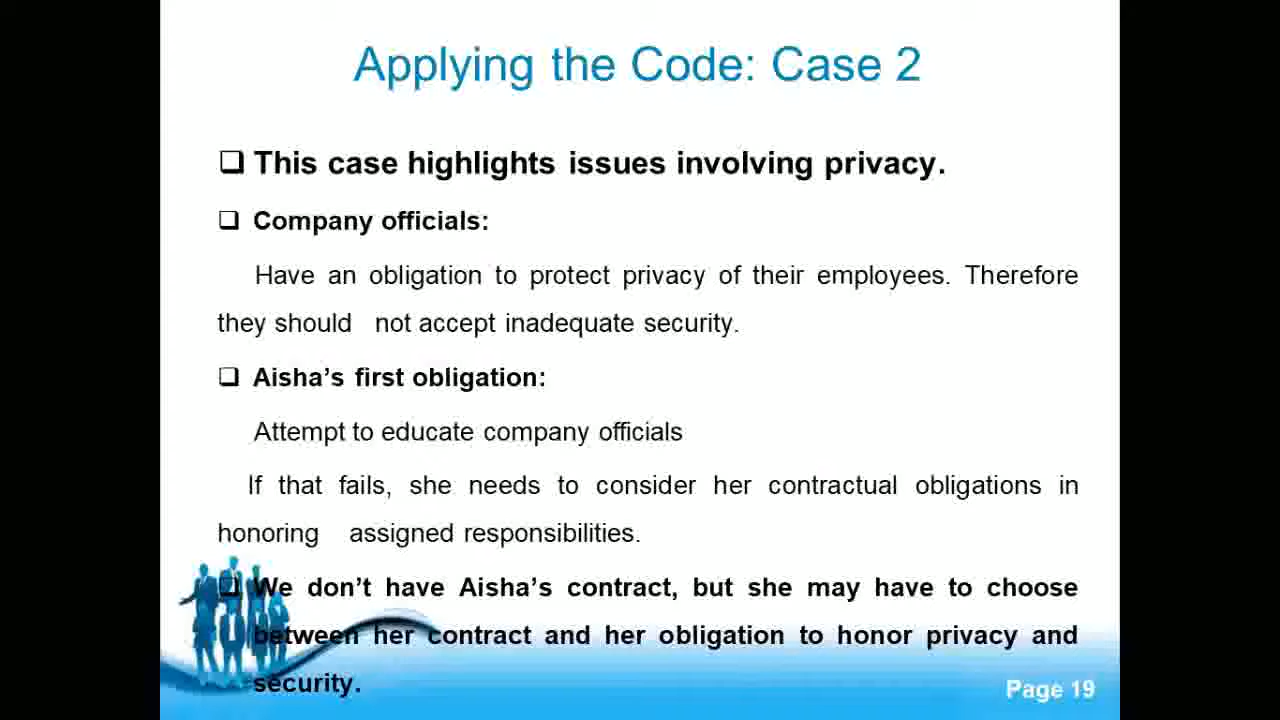 Applying the Code: Case 2
❑ This case highlights issues involving privacy.
❑ Company officials:
Have an obligation to protect privacy of their employees. Therefore
they should not accept inadequate security.
❑ Aisha’s first obligation:
Attempt to educate company officials
If that fails, she needs to consider her contractual obligations in
honoring assigned responsibilities.
❑ We don’t have Aisha’s contract, but she may have to choose
between her contract and her obligation to honor privacy and
security.
Page 19